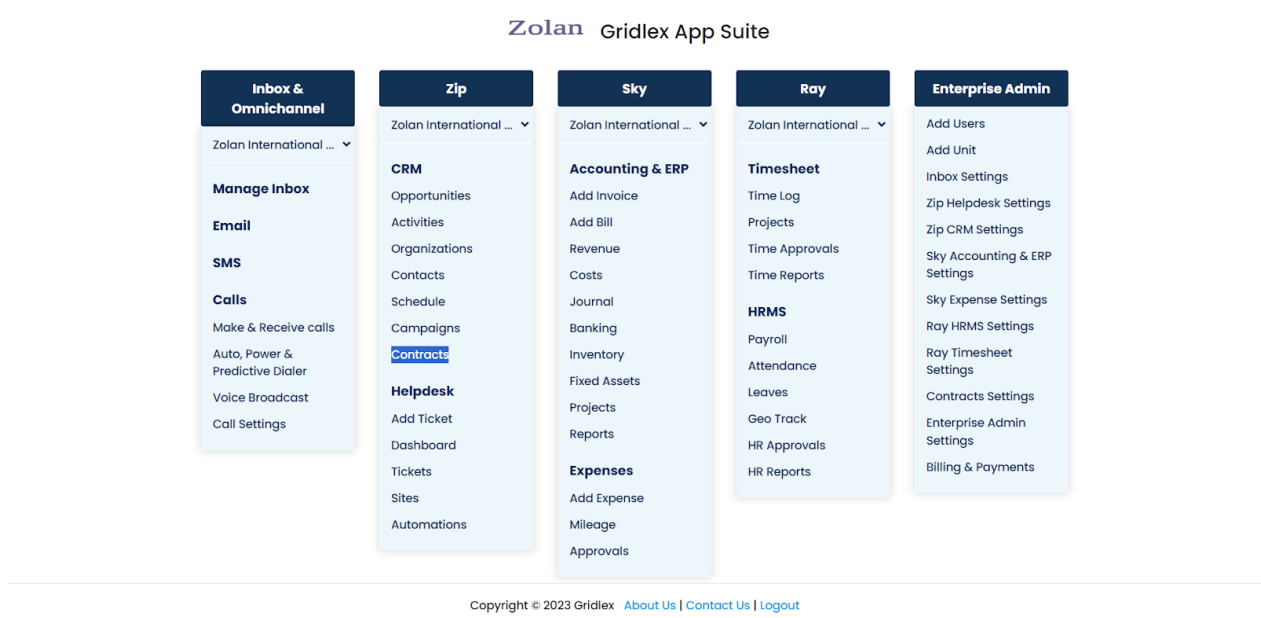 Zolan Gridlex App Suite
Inbox &
Omnichannel
Zolan International ...
Manage Inbox
Email
SMS
Calls
Make & Receive calls
Auto, Power &
Predictive Dialer
Voice Broadcast
Call Settings
Zip
Zolan International ...
CRM
Opportunities
Activities
Organizations
Contacts
Schedule
Campaigns
Contracts
Helpdesk
Add Ticket
Dashboard
Tickets
Sites
Automations
Sky
Zolan International ...
Accounting & ERP
Add Invoice
Add Bill
Revenue
Costs
Journal
Banking
Inventory
Fixed Assets
Projects
Reports
Expenses
Add Expense
Mileage
Approvals
Ray
Zolan International ...
Timesheet
Time Log
Projects
Time Approvals
Time Reports
HRMS
Payroll
Attendance
Leaves
Geo Track
HR Approvals
HR Reports
Enterprise Admin
Add Users
Add Unit
Inbox Settings
Zip Helpdesk Settings
Zip CRM Settings
Sky Accounting & ERP
Settings
Sky Expense Settings
Ray HRMS Settings
Ray Timesheet
Settings
Contracts Settings
Enterprise Admin
Settings
Billing & Payments
Copyright © 2023 Gridlex About Us | Contact Us | Logout